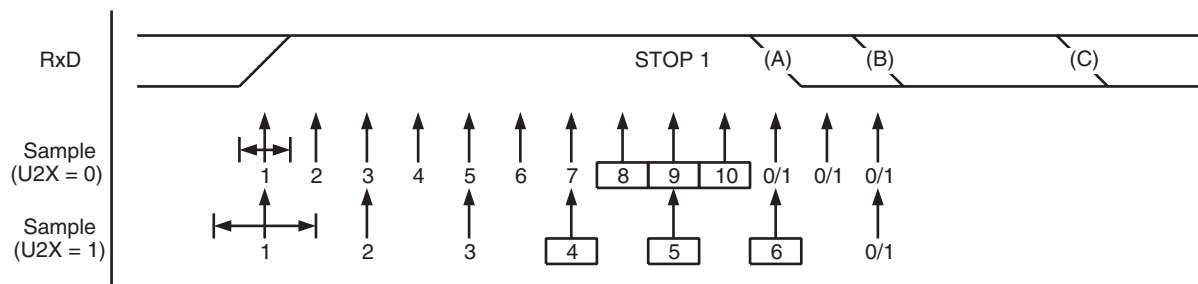 RxD
STOP 1 (A) (B) (C)
Sample
(U2X = 0)
1 2 3 4 5 6 7 8 9 10 0/1 0/1 0/1
Sample
(U2X = 1)
1 2 3 4 5 6 0/1